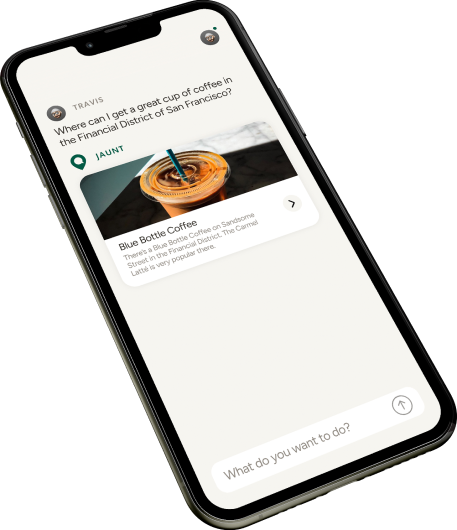 TRAVIS
Where can I get a great cup of coffee in
the Financial District of San Francisco?
JAUNT
Blue Bottle Coffee
There's a Blue Bottle Coffee on Sandsome
Street in the Financial District. The Carmel
Latté is very popular there.
What do you want to do?